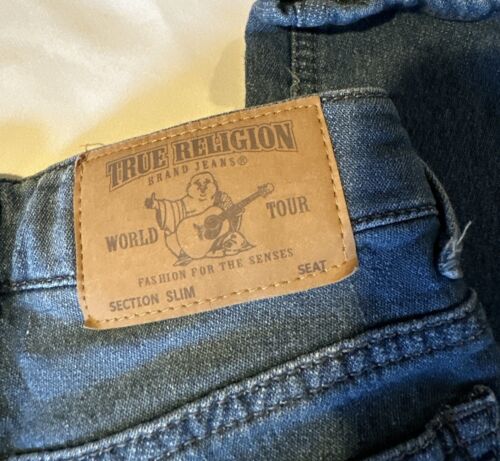 TRUE RELIGION
BRAND JEANS®
WORLD TOUR
FASHION FOR THE SENSES
SECTION SLIM SEAT